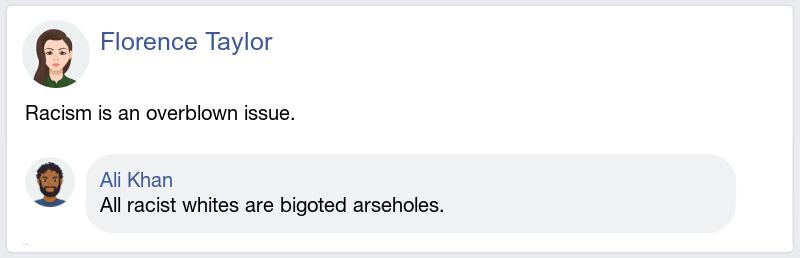 Florence Taylor
Racism is an overblown issue.
Ali Khan
All racist whites are bigoted arseholes.